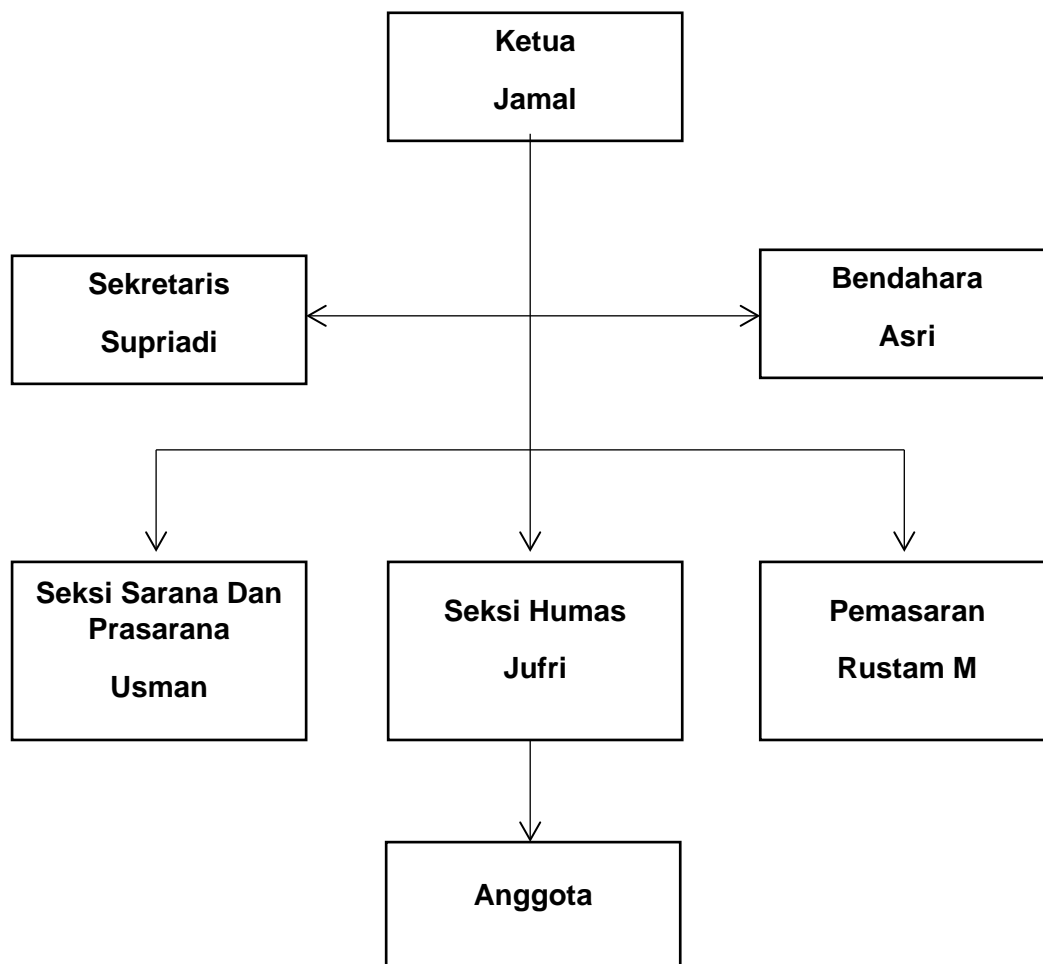 Ketua
Jamal
Sekretaris
Supriadi
Bendahara
Asri
Seksi Sarana Dan
Prasarana
Usman
Seksi Humas
Jufri
Pemasaran
Rustam M
Anggota